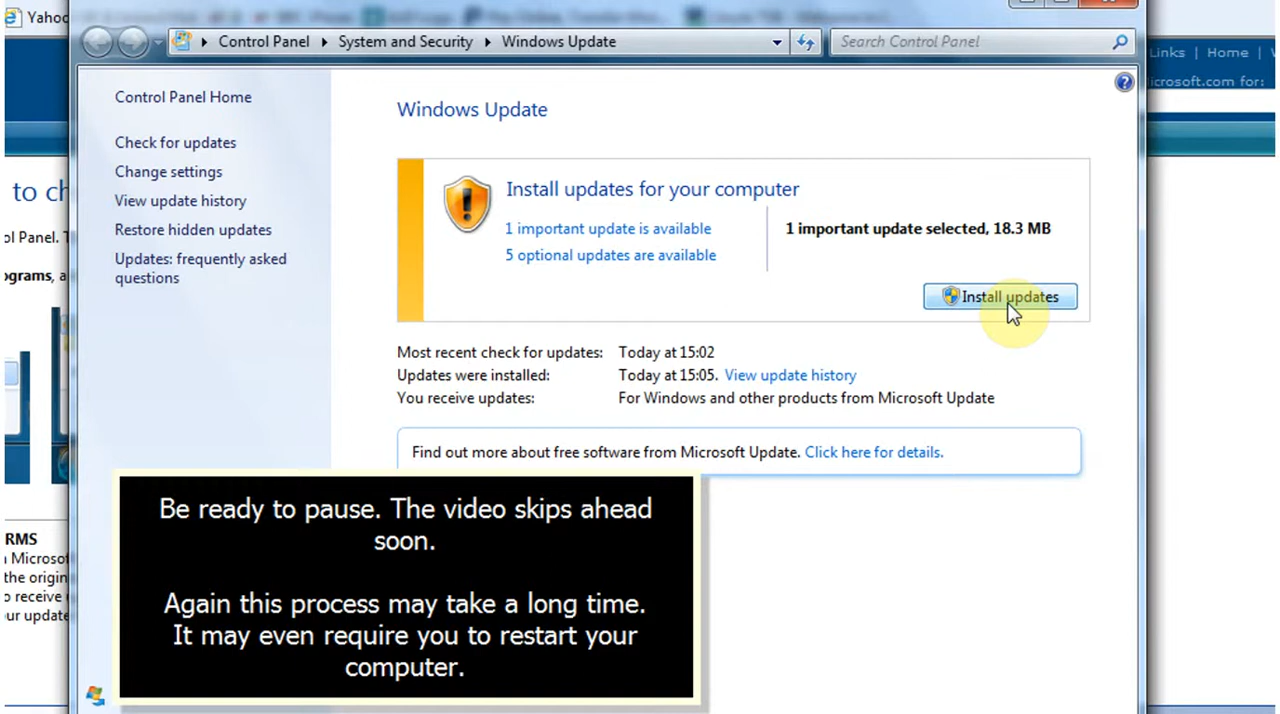 Yahoo
Control Panel
System and Security
Windows Update
Search Control Panel
Links | Home |
icrosoft.com for:
Control Panel Home
Check for updates
Change settings
View update history
Restore hidden updates
Updates: frequently asked
questions
Windows Update
Install updates for your computer
1 important update is available
5 optional updates are available
1 important update selected, 18.3 MB
Install updates
Most recent check for updates: Today at 15:02
Updates were installed: Today at 15:05. View update history
You receive updates: For Windows and other products from Microsoft Update
Find out more about free software from Microsoft Update. Click here for details.
to ch
ol Panel. T
ograms, a
RMS
Microsof
the origin
o receive
ur update
Be ready to pause. The video skips ahead
soon.
Again this process may take a long time.
It may even require you to restart your
computer.